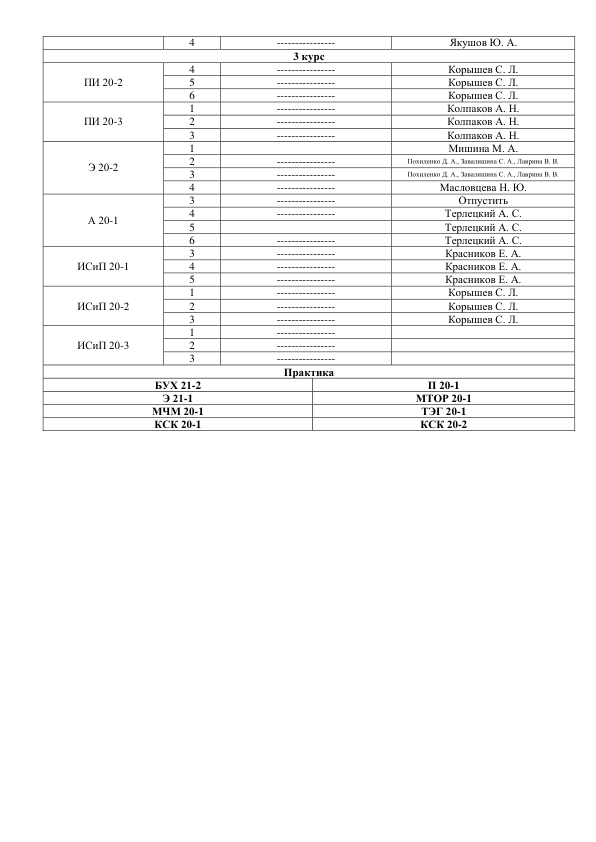 4 ---------------- Якушов Ю. А.
3 курс
ПИ 20-2
4 ---------------- Корышев С. Л.
5 ---------------- Корышев С. Л.
6 ---------------- Корышев С. Л.
ПИ 20-3
1 ---------------- Колпаков А. Н.
2 ---------------- Колпаков А. Н.
3 ---------------- Колпаков А. Н.
Э 20-2
1 Мишина М. А.
2 ---------------- Похиленко Д. А., Завалишина С. А., Лаврина В. В.
3 ---------------- Похиленко Д. А., Завалишина С. А., Лаврина В. В.
4 ---------------- Масловцева Н. Ю.
А 20-1
3 ---------------- Отпустить
4 ---------------- Терлецкий А. С.
5 Терлецкий А. С.
6 ---------------- Терлецкий А. С.
ИСиП 20-1
3 ---------------- Красников Е. А.
4 ---------------- Красников Е. А.
5 ---------------- Красников Е. А.
ИСиП 20-2
1 ---------------- Корышев С. Л.
2 ---------------- Корышев С. Л.
3 ---------------- Корышев С. Л.
ИСиП 20-3
1 ----------------
2 ----------------
3 ----------------
Практика
БУХ 21-2 П 20-1
Э 21-1 МТОР 20-1
МЧМ 20-1 ТЭГ 20-1
КСК 20-1 КСК 20-2